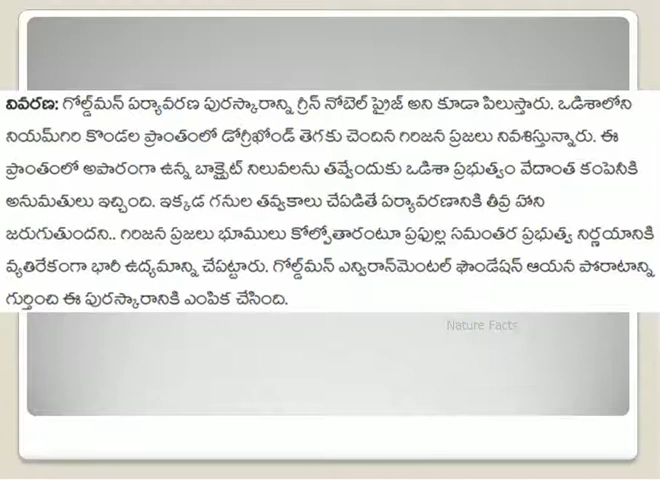 వివరణ: గోల్డ్‌మన్ పర్యావరణ పురస్కారాన్ని గ్రీన్ నోబెల్ ప్రైజ్ అని కూడా పిలుస్తారు. ఒడిశాలోని
నియమ్‌గిరి కొండల ప్రాంతంలో డోగ్రీఖోండ్ తెగకు చెందిన గిరిజన ప్రజలు నివశిస్తున్నారు. ఈ
ప్రాంతంలో అపారంగా ఉన్న బాక్సైట్ నిలువలను తవ్వేందుకు ఒడిశా ప్రభుత్వం వేదాంత కంపెనీకి
అనుమతులు ఇచ్చింది. ఇక్కడ గనుల తవ్వకాలు చేపడితే పర్యావరణానికి తీవ్ర హాని
జరుగుతుందని.. గిరిజన ప్రజలు భూములు కోల్పోతారంటూ ప్రఫుల్ల సమంతర ప్రభుత్వ నిర్ణయానికి
వ్యతిరేకంగా భారీ ఉద్యమాన్ని చేపట్టారు. గోల్డ్‌మన్ ఎన్విరాన్‌మెంటల్ ఫౌండేషన్ ఆయన పోరాటాన్ని
గుర్తించి ఈ పురస్కారానికి ఎంపిక చేసింది.
Nature Facts